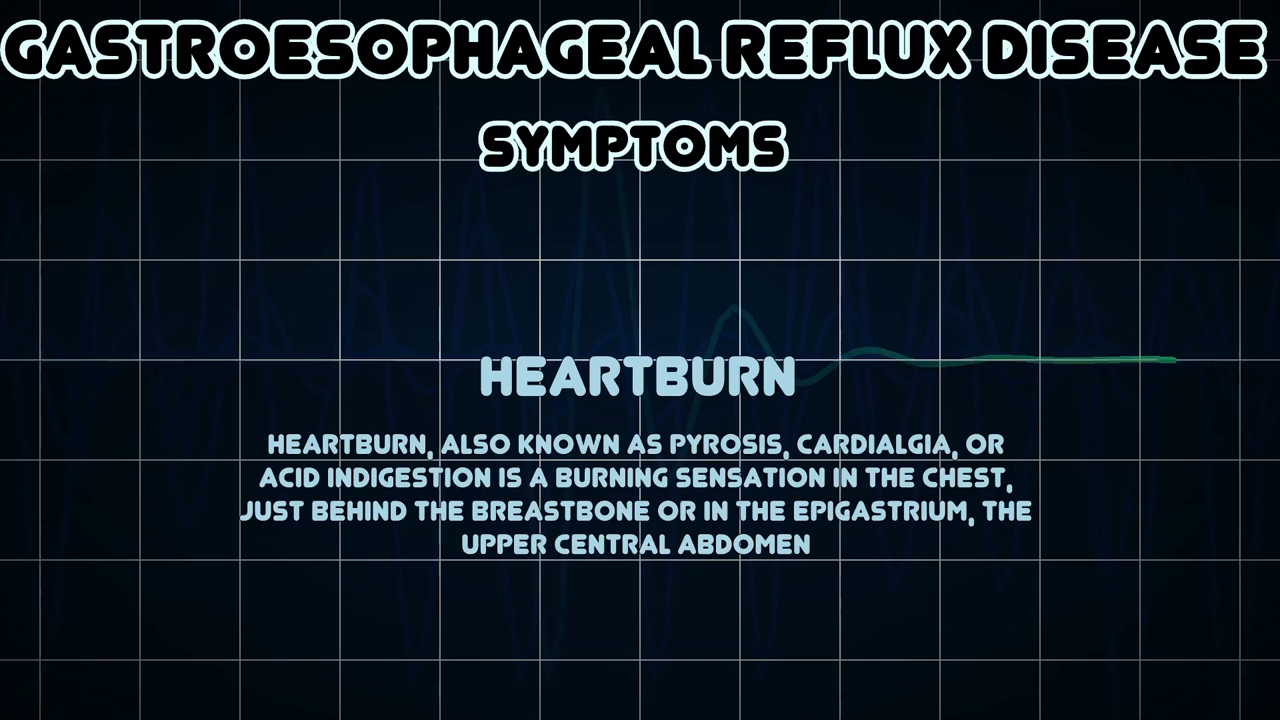 GASTROESOPHAGEAL REFLUX DISEASE
SYMPTOMS
HEARTBURN
HEARTBURN, ALSO KNOWN AS PYROSIS, CARDIALGIA, OR
ACID INDIGESTION IS A BURNING SENSATION IN THE CHEST,
JUST BEHIND THE BREASTBONE OR IN THE EPIGASTRIUM, THE
UPPER CENTRAL ABDOMEN